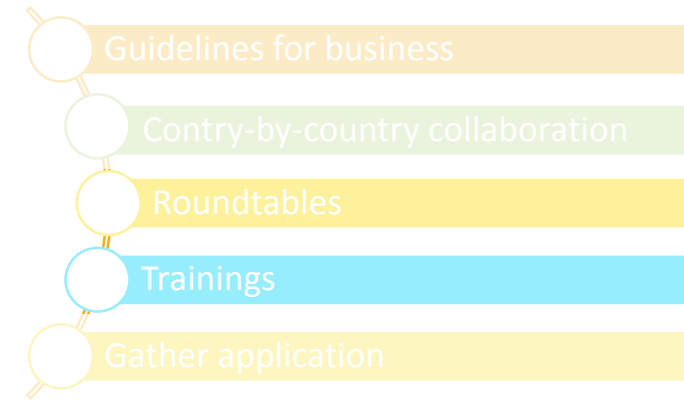 Guidelines for business
Contry-by-country collaboration
Roundtables
Trainings
Gather application